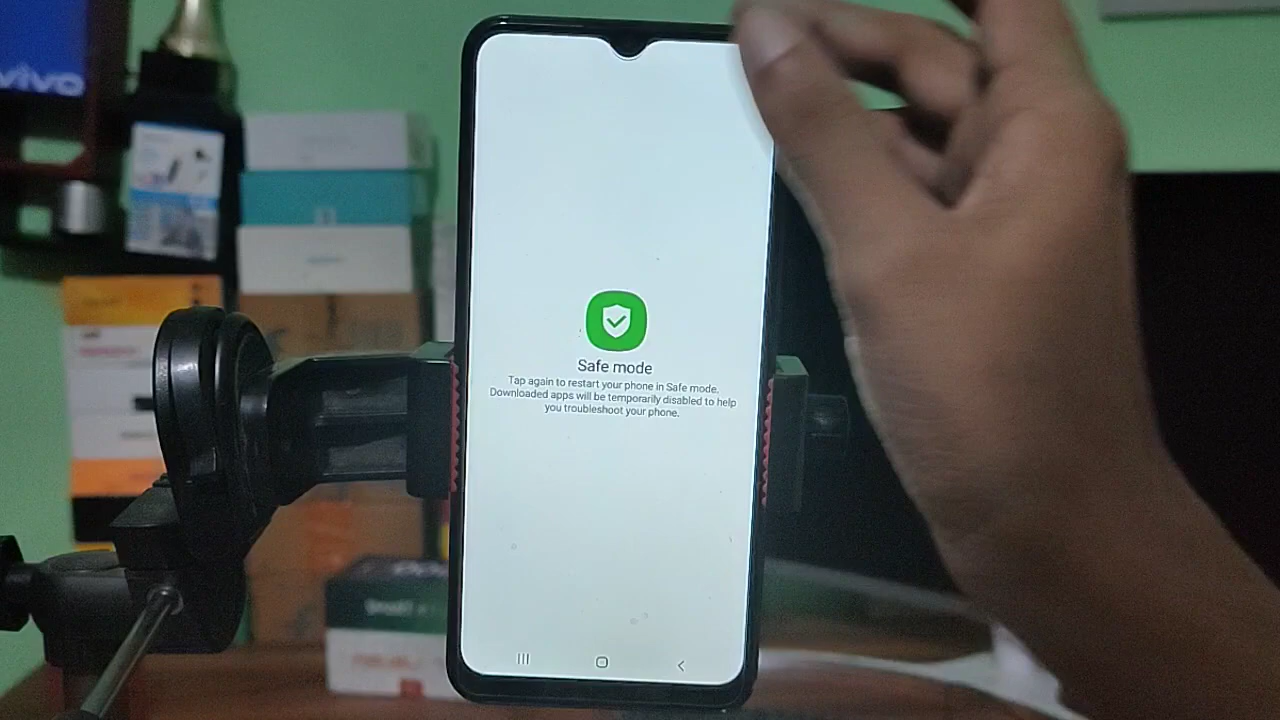 vivo
Safe mode
Tap again to restart your phone in Safe mode.
Downloaded apps will be temporarily disabled to help
you troubleshoot your phone.